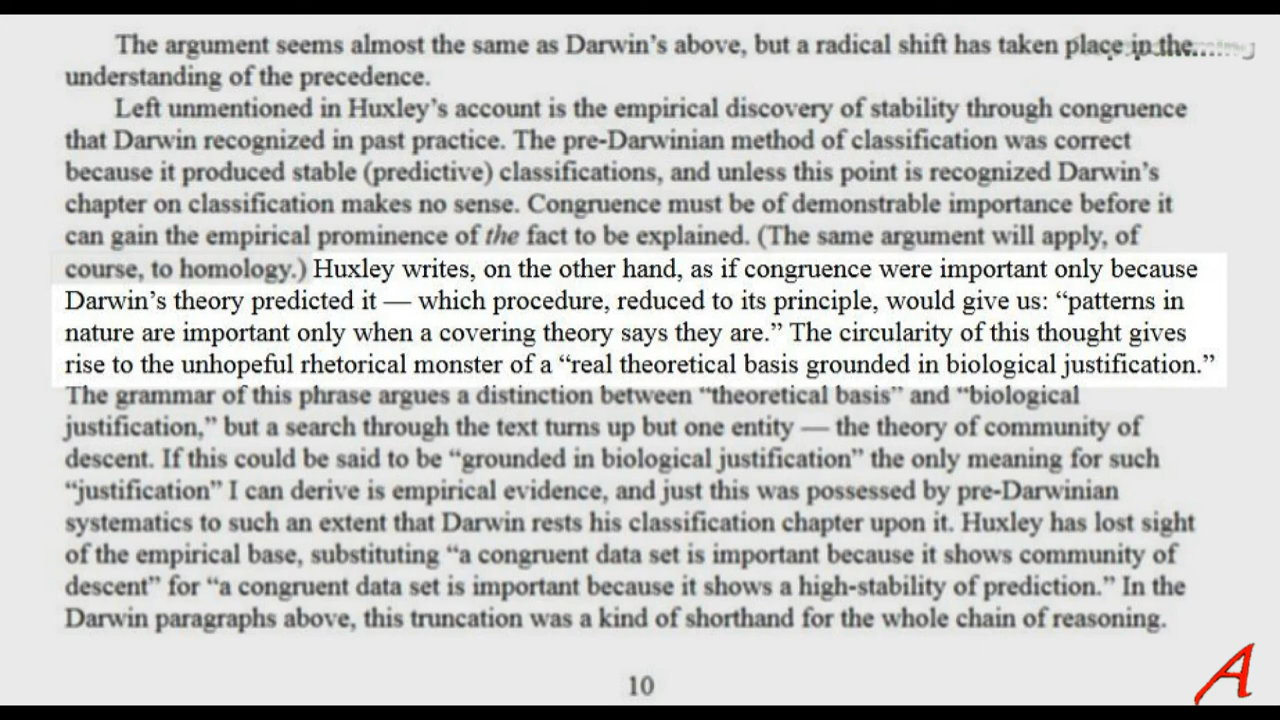 The argument seems almost the same as Darwin's above, but a radical shift has taken place in the....
understanding of the precedence.
Left unmentioned in Huxley's account is the empirical discovery of stability through congruence
that Darwin recognized in past practice. The pre-Darwinian method of classification was correct
because it produced stable (predictive) classifications, and unless this point is recognized Darwin's
chapter on classification makes no sense. Congruence must be of demonstrable importance before it
can gain the empirical prominence of the fact to be explained. (The same argument will apply, of
course, to homology.) Huxley writes, on the other hand, as if congruence were important only because
Darwin's theory predicted it — which procedure, reduced to its principle, would give us: “patterns in
nature are important only when a covering theory says they are.” The circularity of this thought gives
rise to the unhopeful rhetorical monster of a “real theoretical basis grounded in biological justification.”
The grammar of this phrase argues a distinction between “theoretical basis” and “biological
justification,” but a search through the text turns up but one entity — the theory of community of
descent. If this could be said to be “grounded in biological justification” the only meaning for such
“justification” I can derive is empirical evidence, and just this was possessed by pre-Darwinian
systematics to such an extent that Darwin rests his classification chapter upon it. Huxley has lost sight
of the empirical base, substituting “a congruent data set is important because it shows community of
descent” for “a congruent data set is important because it shows a high-stability of prediction.” In the
Darwin paragraphs above, this truncation was a kind of shorthand for the whole chain of reasoning.
10
A